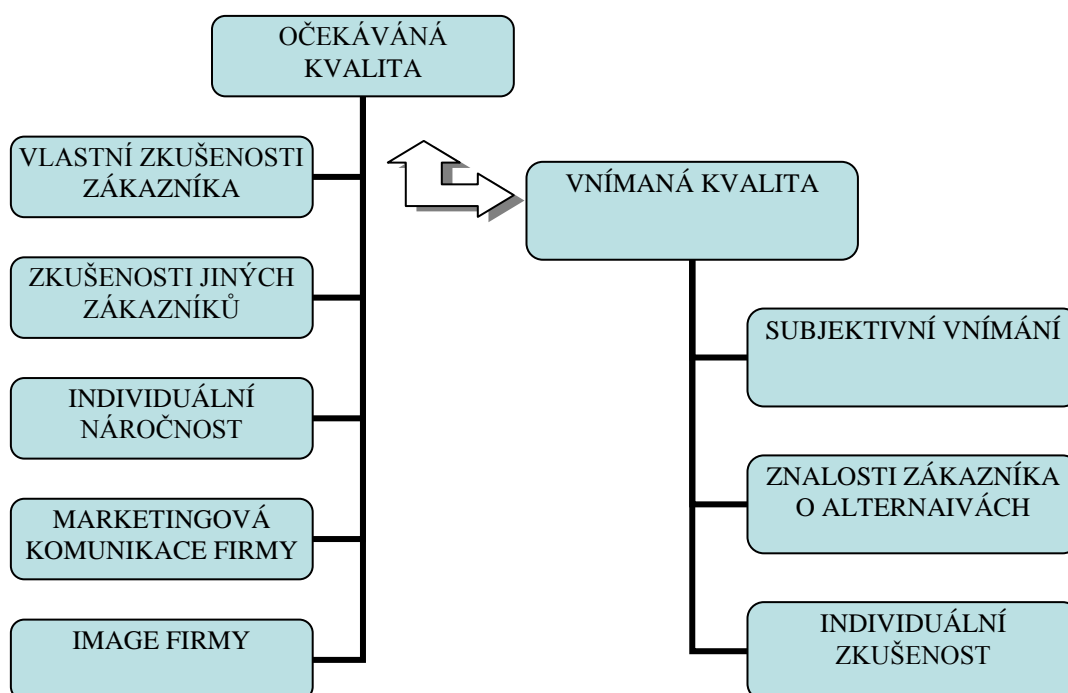 OČEKÁVÁNÁ
KVALITA
VLASTNÍ ZKUŠENOSTI
ZÁKAZNÍKA
ZKUŠENOSTI JINÝCH
ZÁKAZNÍKŮ
INDIVIDUÁLNÍ
NÁROČNOST
MARKETINGOVÁ
KOMUNIKACE FIRMY
IMAGE FIRMY
VNÍMANÁ KVALITA
SUBJEKTIVNÍ VNÍMÁNÍ
ZNALOSTI ZÁKAZNÍKA
O ALTERNAIVÁCH
INDIVIDUÁLNÍ
ZKUŠENOST